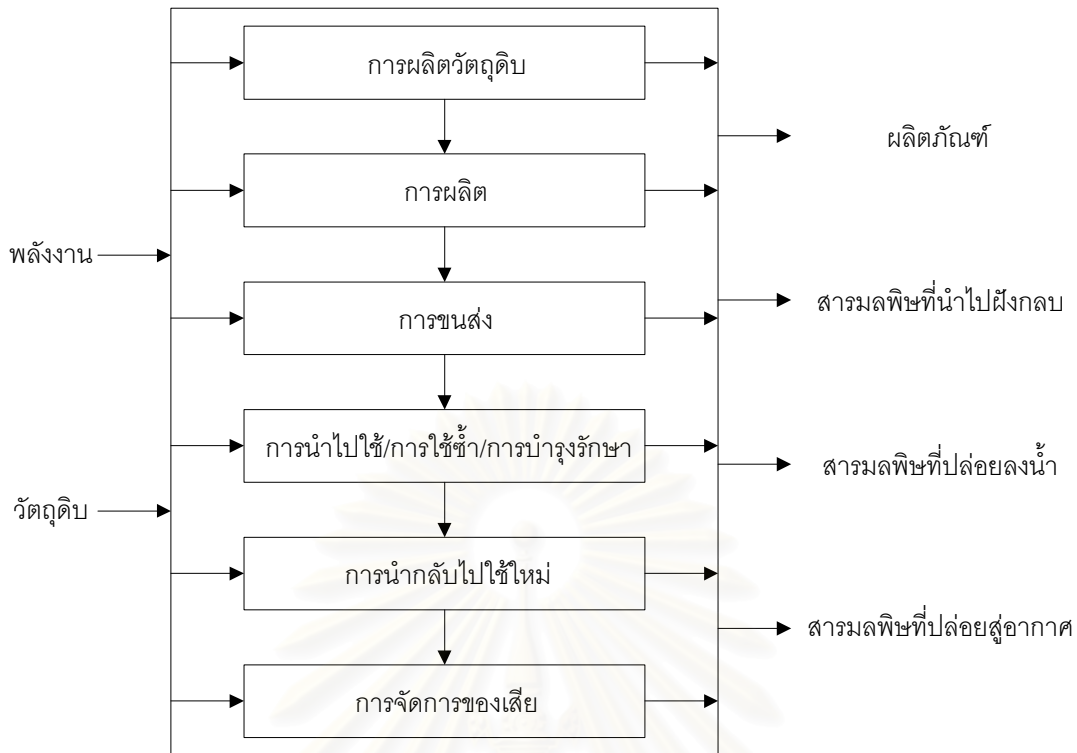 การผลิตวัตถุดิบ
ผลิตภัณฑ์
การผลิต
พลังงาน
สารมลพิษที่นำไปฝังกลบ
การขนส่ง
การนำไปใช้/การใช้ซ้ำ/การบำรุงรักษา
สารมลพิษที่ปล่อยลงน้ำ
วัตถุดิบ
การนำกลับไปใช้ใหม่
สารมลพิษที่ปล่อยสู่อากาศ
การจัดการของเสีย